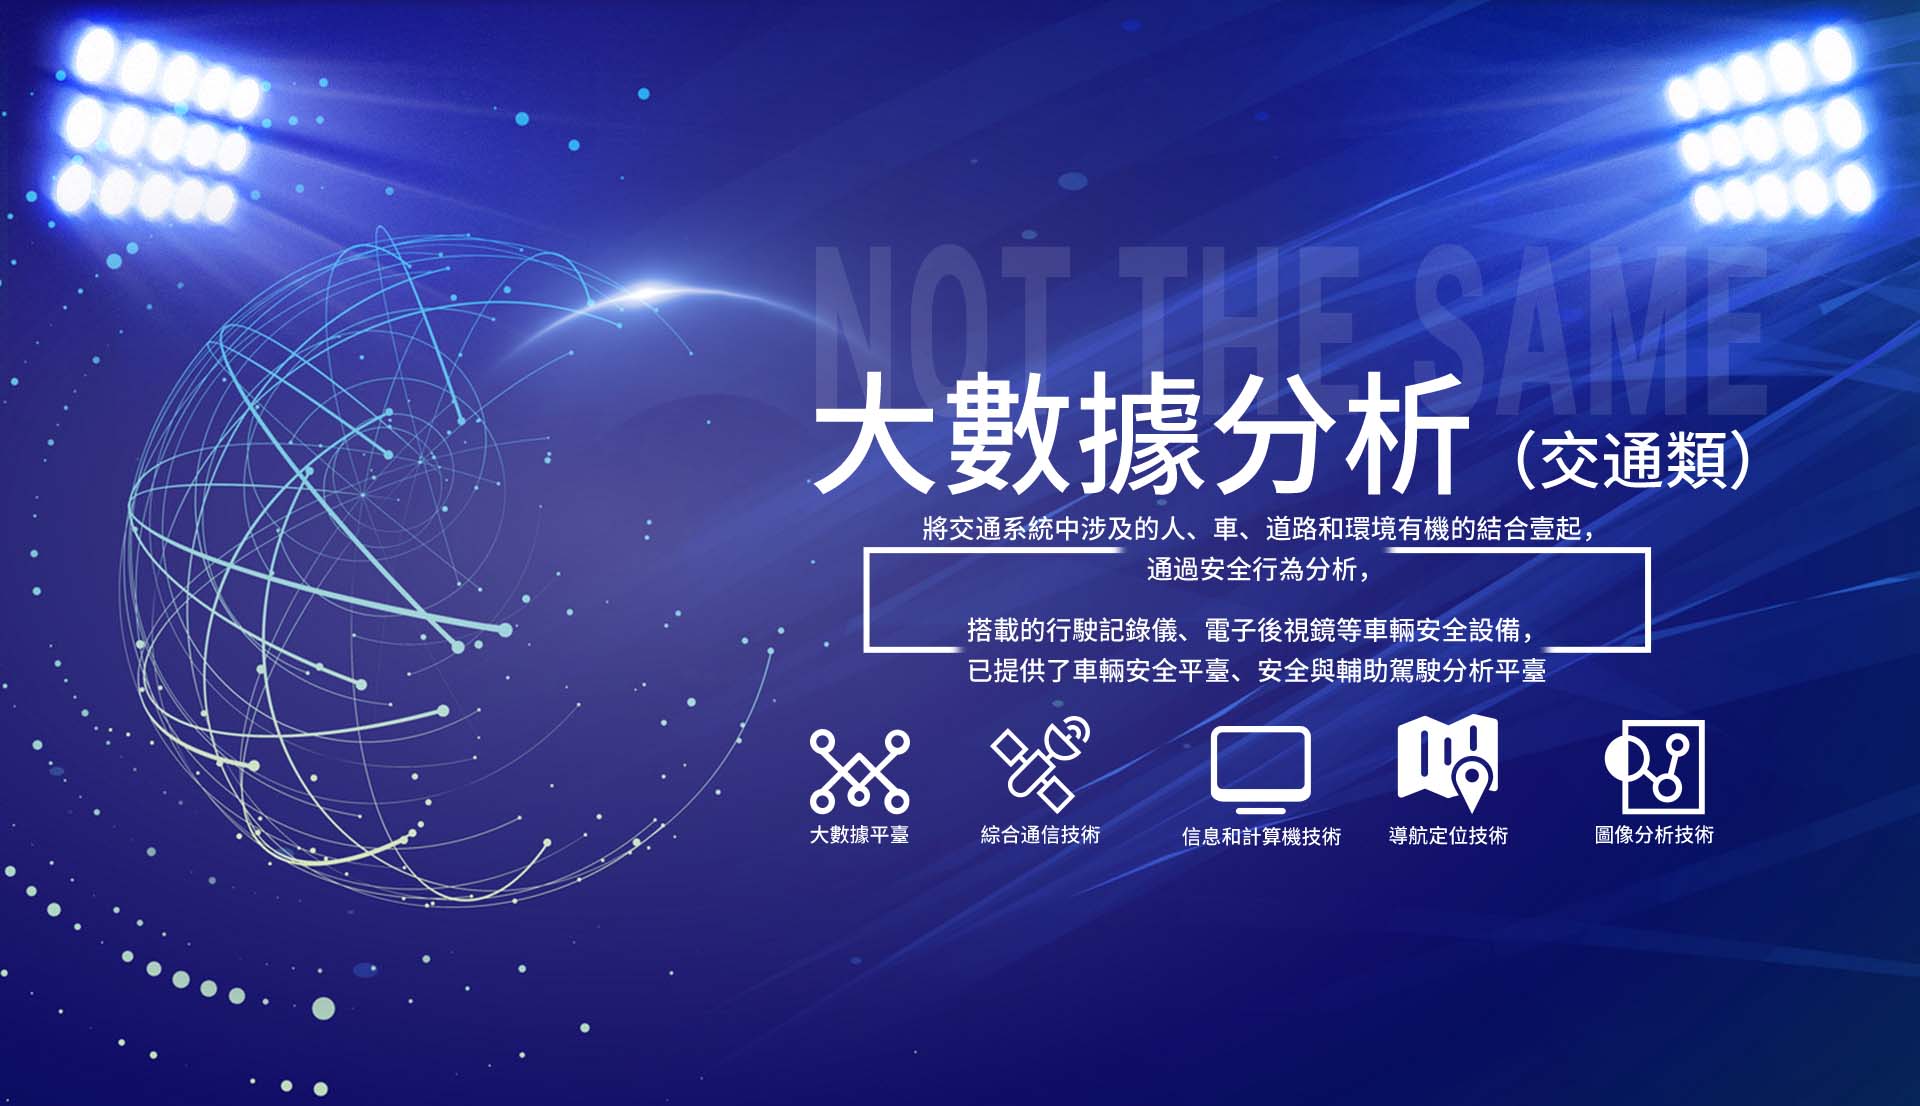 NOT THE SAME
大數據分析（交通類）
將交通系統中涉及的人、車、道路和環境有機的結合壹起，
通過安全行為分析，
搭載的行駛記錄儀、電子後視鏡等車輛安全設備，
已提供了車輛安全平臺、安全與輔助駕駛分析平臺
大數據平臺
綜合通信技術
信息和計算機技術
導航定位技術
圖像分析技術